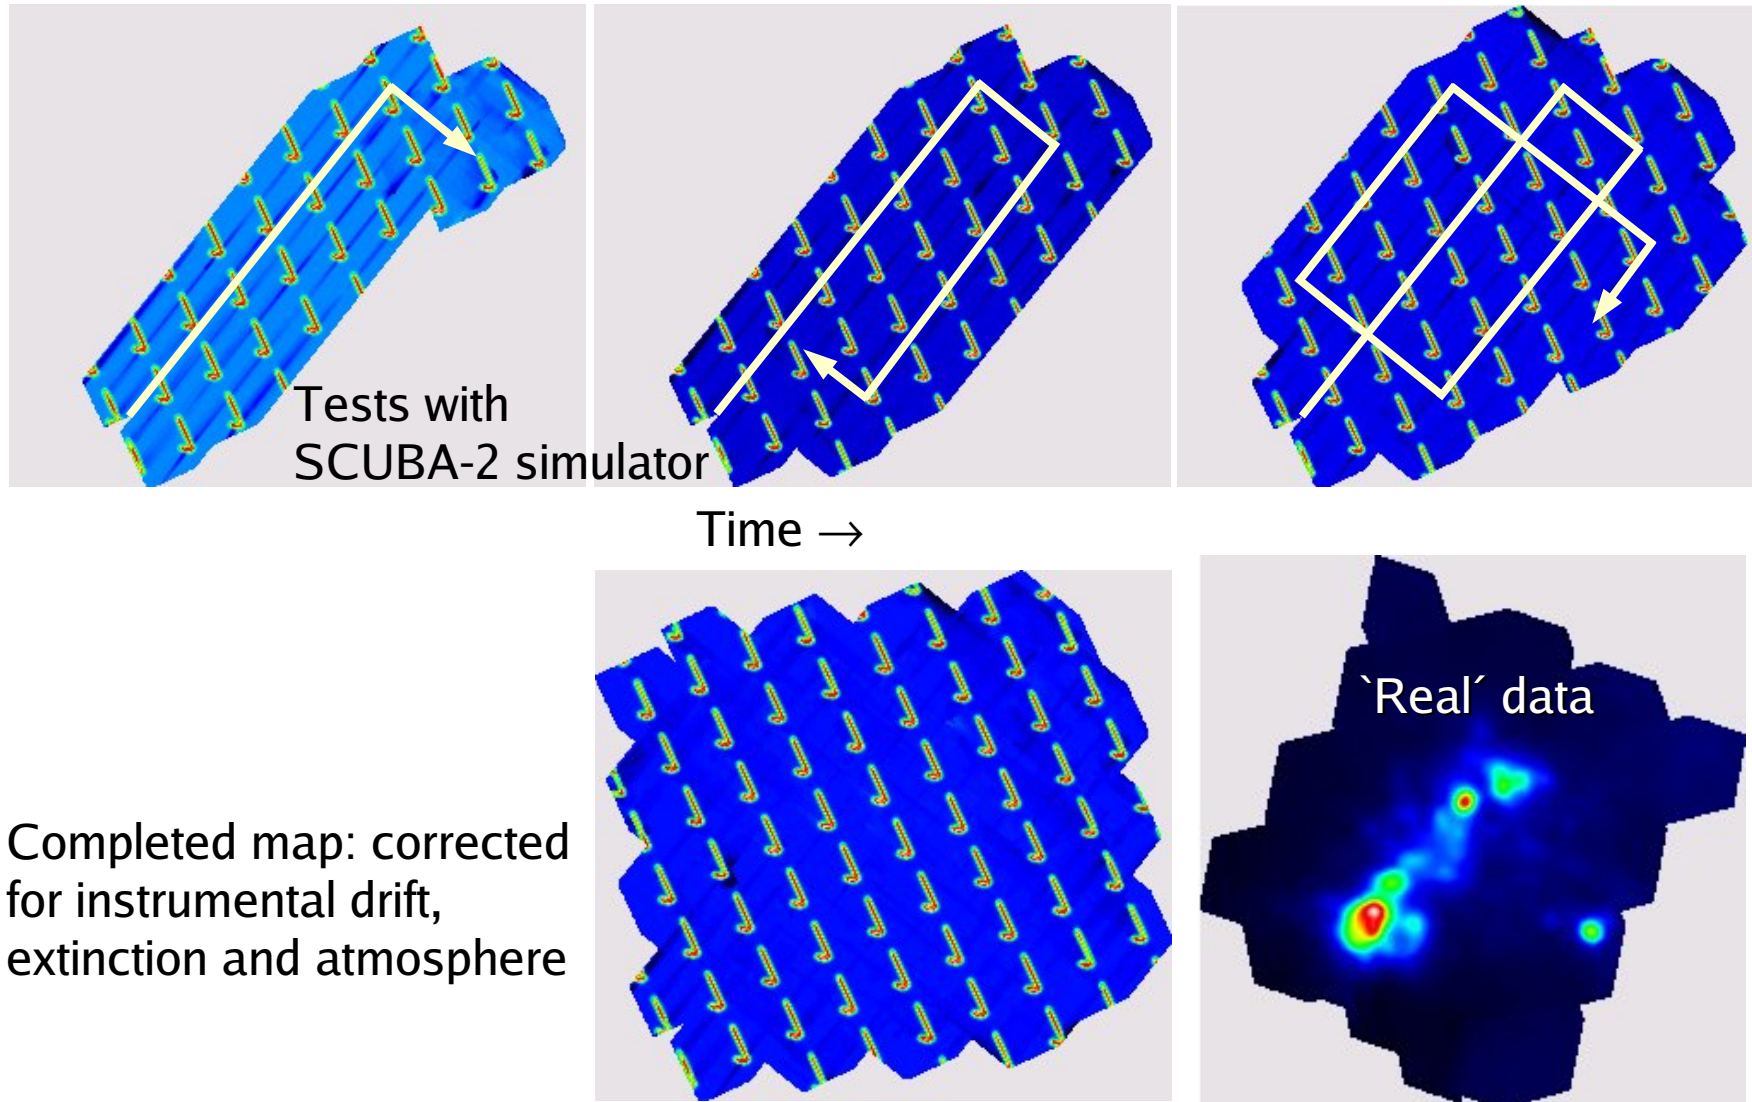 Tests with
SCUBA-2 simulator
Time →
`Real´ data
Completed map: corrected
for instrumental drift,
extinction and atmosphere